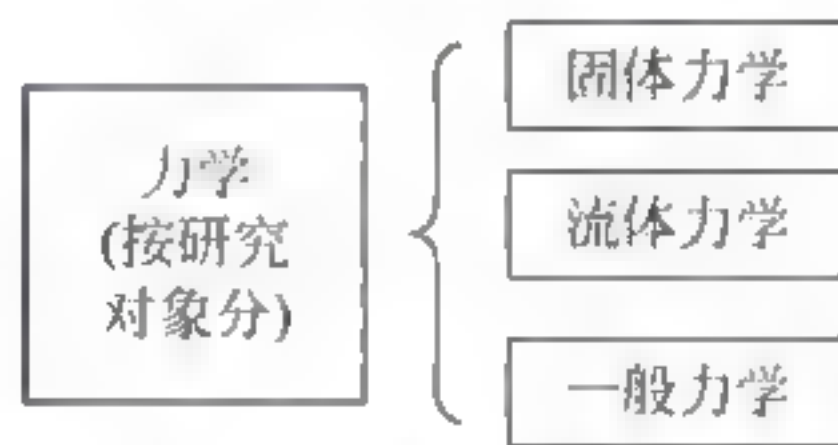 力学
(按研究
对象分)
固体力学
流体力学
一般力学